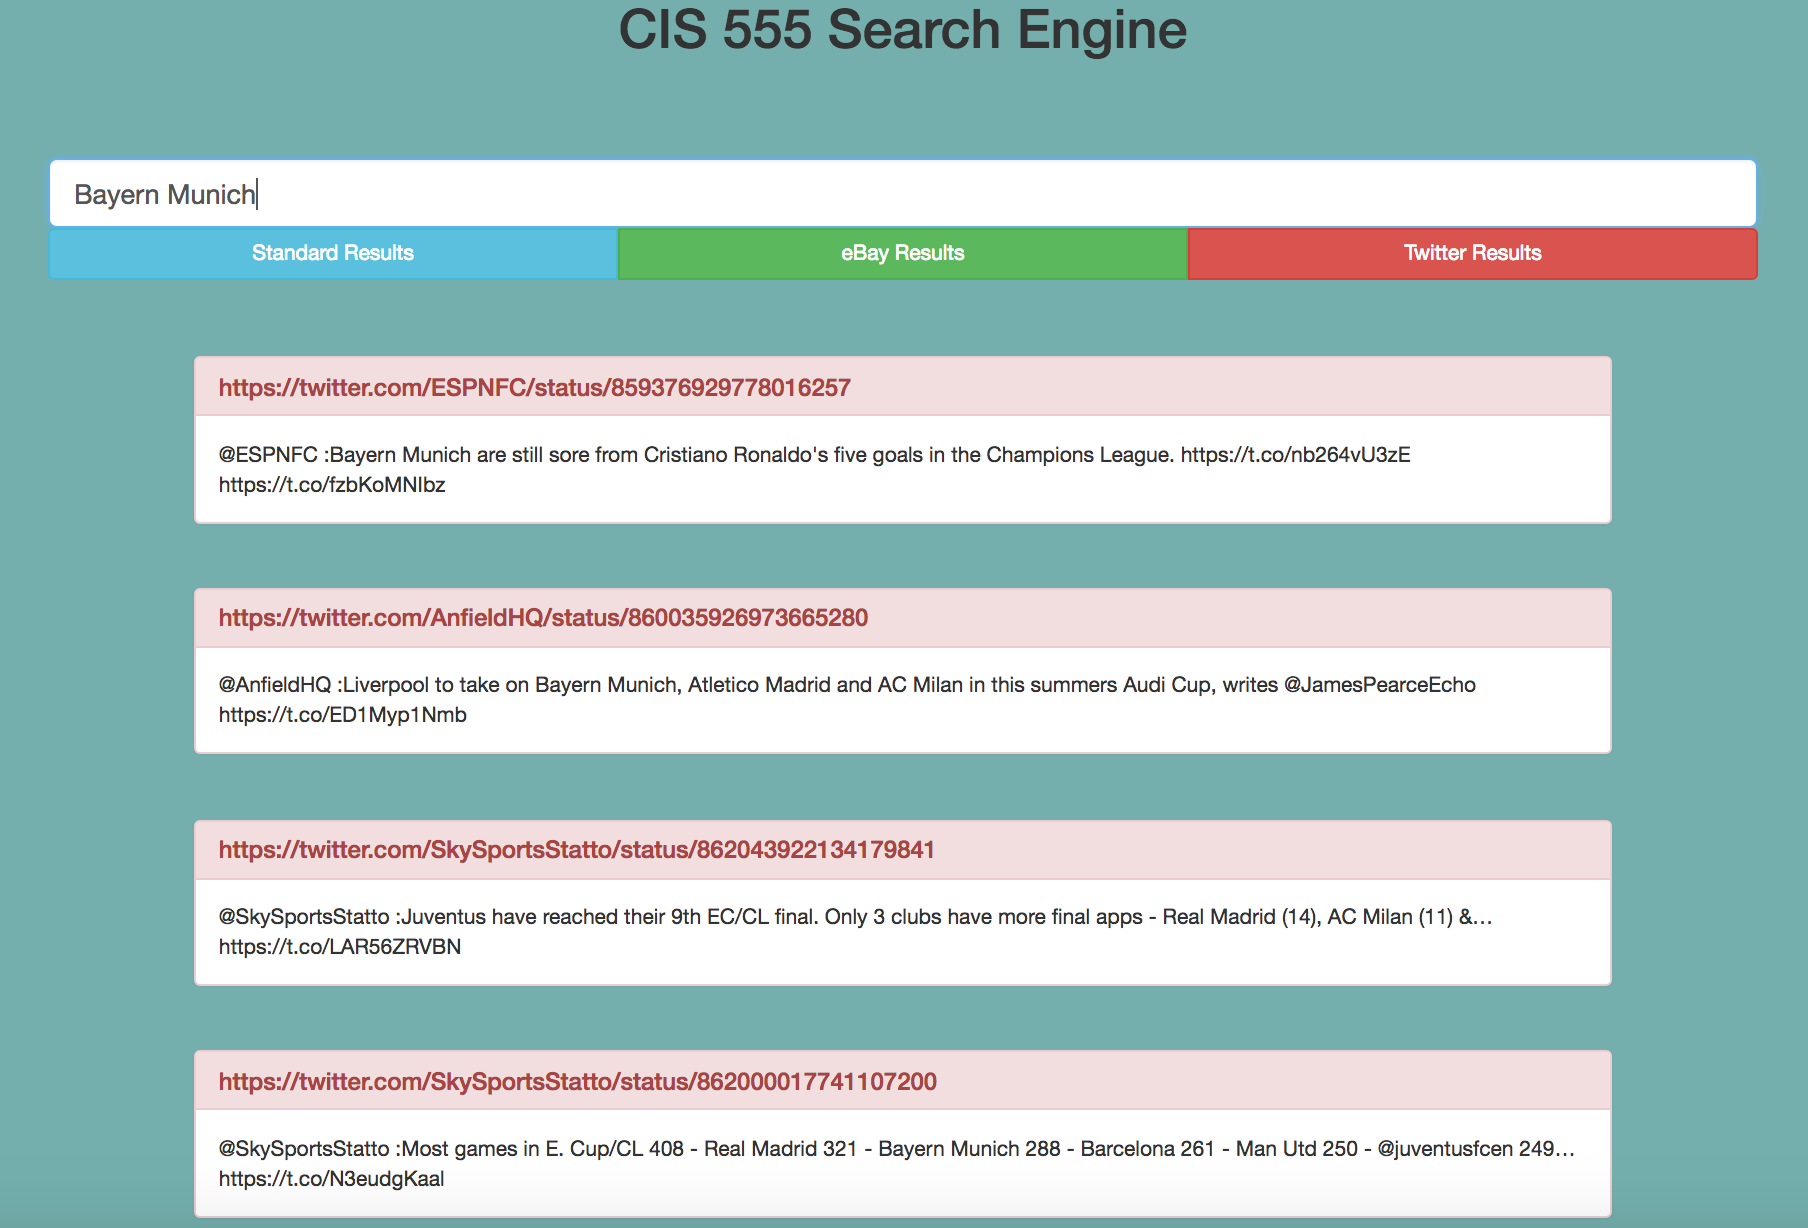 CIS 555 Search Engine
Bayern Munich
Standard Results
eBay Results
Twitter Results
https://twitter.com/ESPNFC/status/859376929778016257
@ESPNFC :Bayern Munich are still sore from Cristiano Ronaldo's five goals in the Champions League. https://t.co/nb264vU3zE
https://t.co/fzbKoMNIbz
https://twitter.com/AnfieldHQ/status/860035926973665280
@AnfieldHQ :Liverpool to take on Bayern Munich, Atletico Madrid and AC Milan in this summers Audi Cup, writes @JamesPearceEcho
https://t.co/ED1Myp1Nmb
https://twitter.com/SkySportsStatto/status/862043922134179841
@SkySportsStatto :Juventus have reached their 9th EC/CL final. Only 3 clubs have more final apps - Real Madrid (14), AC Milan (11) &…
https://t.co/LAR56ZRVBN
https://twitter.com/SkySportsStatto/status/862000017741107200
@SkySportsStatto :Most games in E. Cup/CL 408 - Real Madrid 321 - Bayern Munich 288 - Barcelona 261 - Man Utd 250 - @juventusfcen 249…
https://t.co/N3eudgKaal